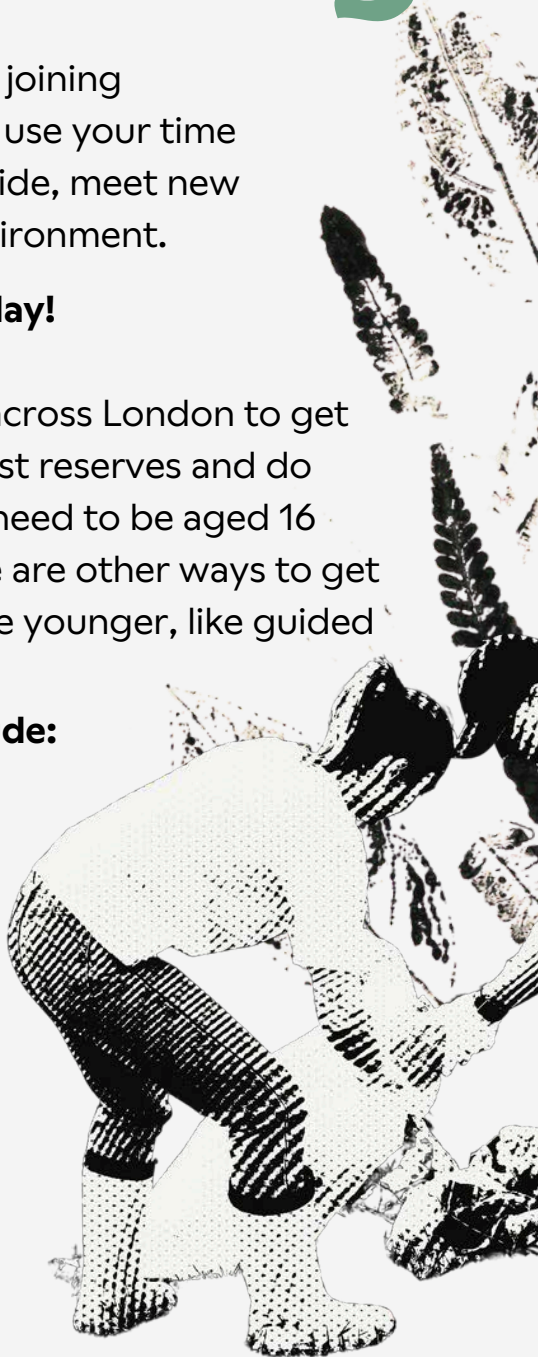 joining
use your time
ide, meet new
ironment.
lay!
across London to get
st reserves and do
need to be aged 16
e are other ways to get
e younger, like guided
de: